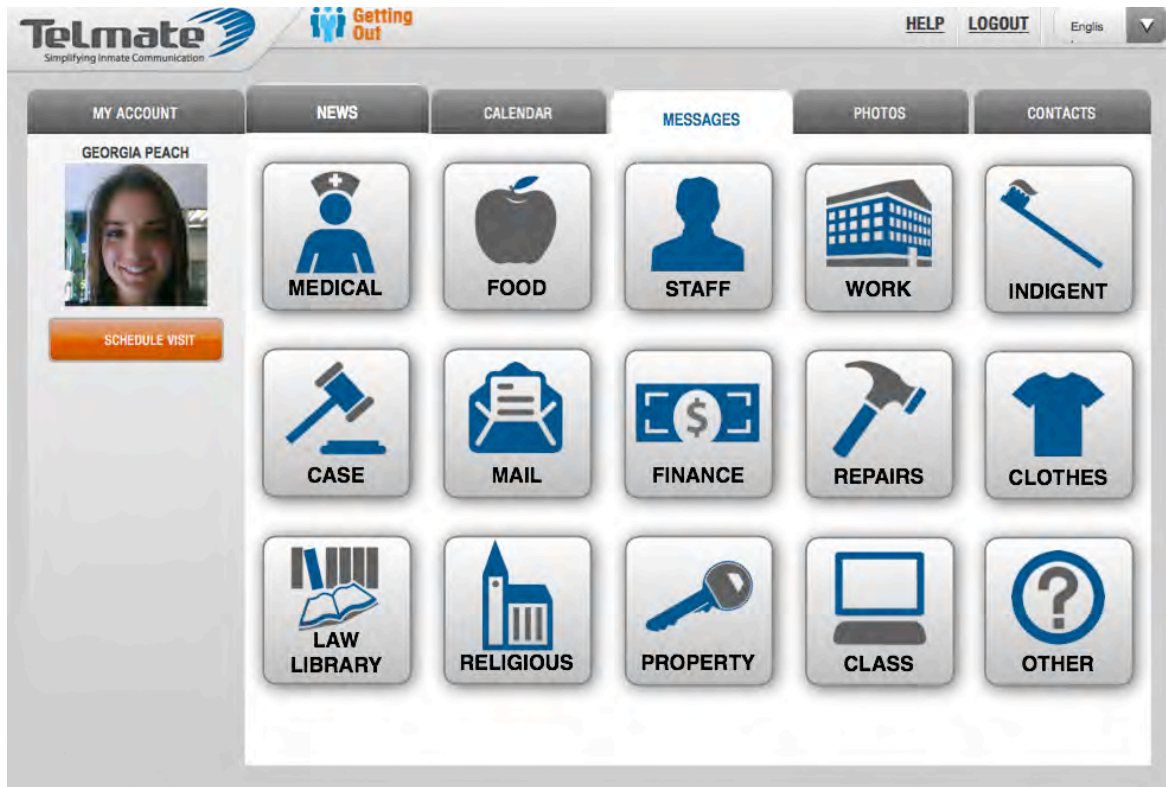 Telmate
Simplifying Inmate Communication
Getting
Out
HELP LOGOUT Englis
MY ACCOUNT NEWS CALENDAR MESSAGES PHOTOS CONTACTS
GEORGIA PEACH
SCHEDULE VISIT
MEDICAL FOOD STAFF WORK INDIGENT
CASE MAIL FINANCE REPAIRS CLOTHES
LAW
LIBRARY RELIGIOUS PROPERTY CLASS OTHER